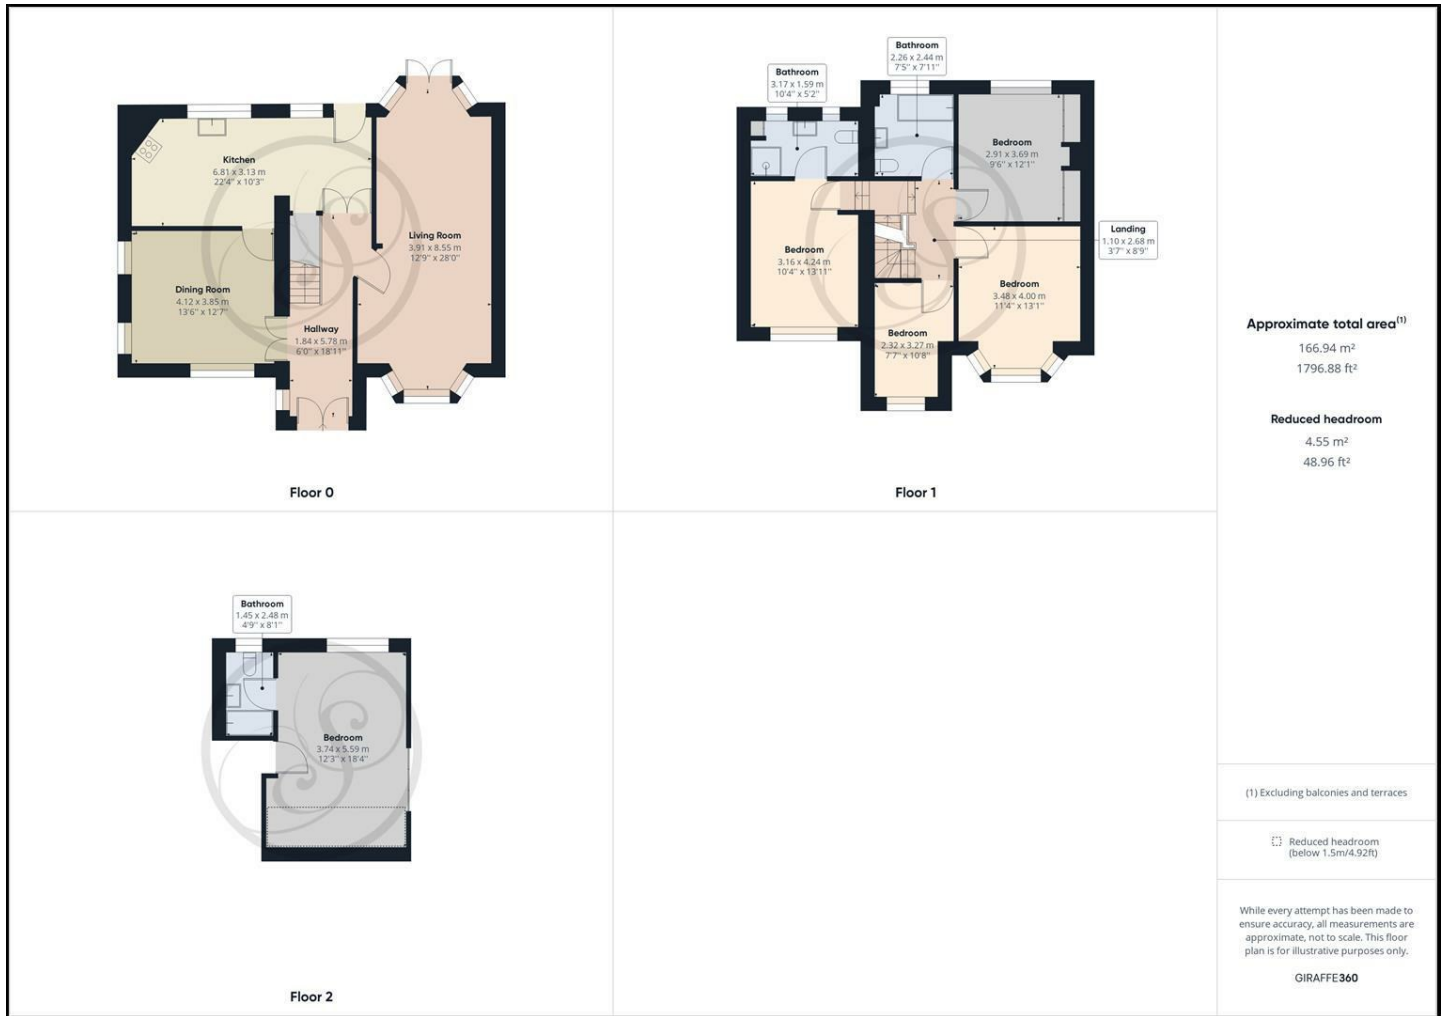 Kitchen
6.81 x 3.13 m
22'4" x 10'3"
Living Room
3.91 x 8.55 m
12'9" x 28'0"
Dining Room
4.12 x 3.85 m
13'6" x 12'7"
Hallway
1.84 x 5.78 m
6'0" x 18'11"
Floor 0
Bathroom
3.17 x 1.59 m
10'4" x 5'2"
Bathroom
2.26 x 2.44 m
7'5" x 7'11"
Bedroom
2.91 x 3.69 m
9'6" x 12'1"
Landing
1.10 x 2.68 m
3'7" x 8'9"
Bedroom
3.16 x 4.24 m
10'4" x 13'11"
Bedroom
3.48 x 4.00 m
11'4" x 13'1"
Bedroom
2.32 x 3.27 m
7'7" x 10'8"
Floor 1
Bathroom
1.45 x 2.48 m
4'9" x 8'1"
Bedroom
3.74 x 5.59 m
12'3" x 18'4"
Floor 2
Approximate total area(1)
166.94 m²
1796.88 ft²
Reduced headroom
4.55 m²
48.96 ft²
(1) Excluding balconies and terraces
Reduced headroom
(below 1.5m/4.92ft)
While every attempt has been made to
ensure accuracy, all measurements are
approximate, not to scale. This floor
plan is for illustrative purposes only.
GIRAFFE360